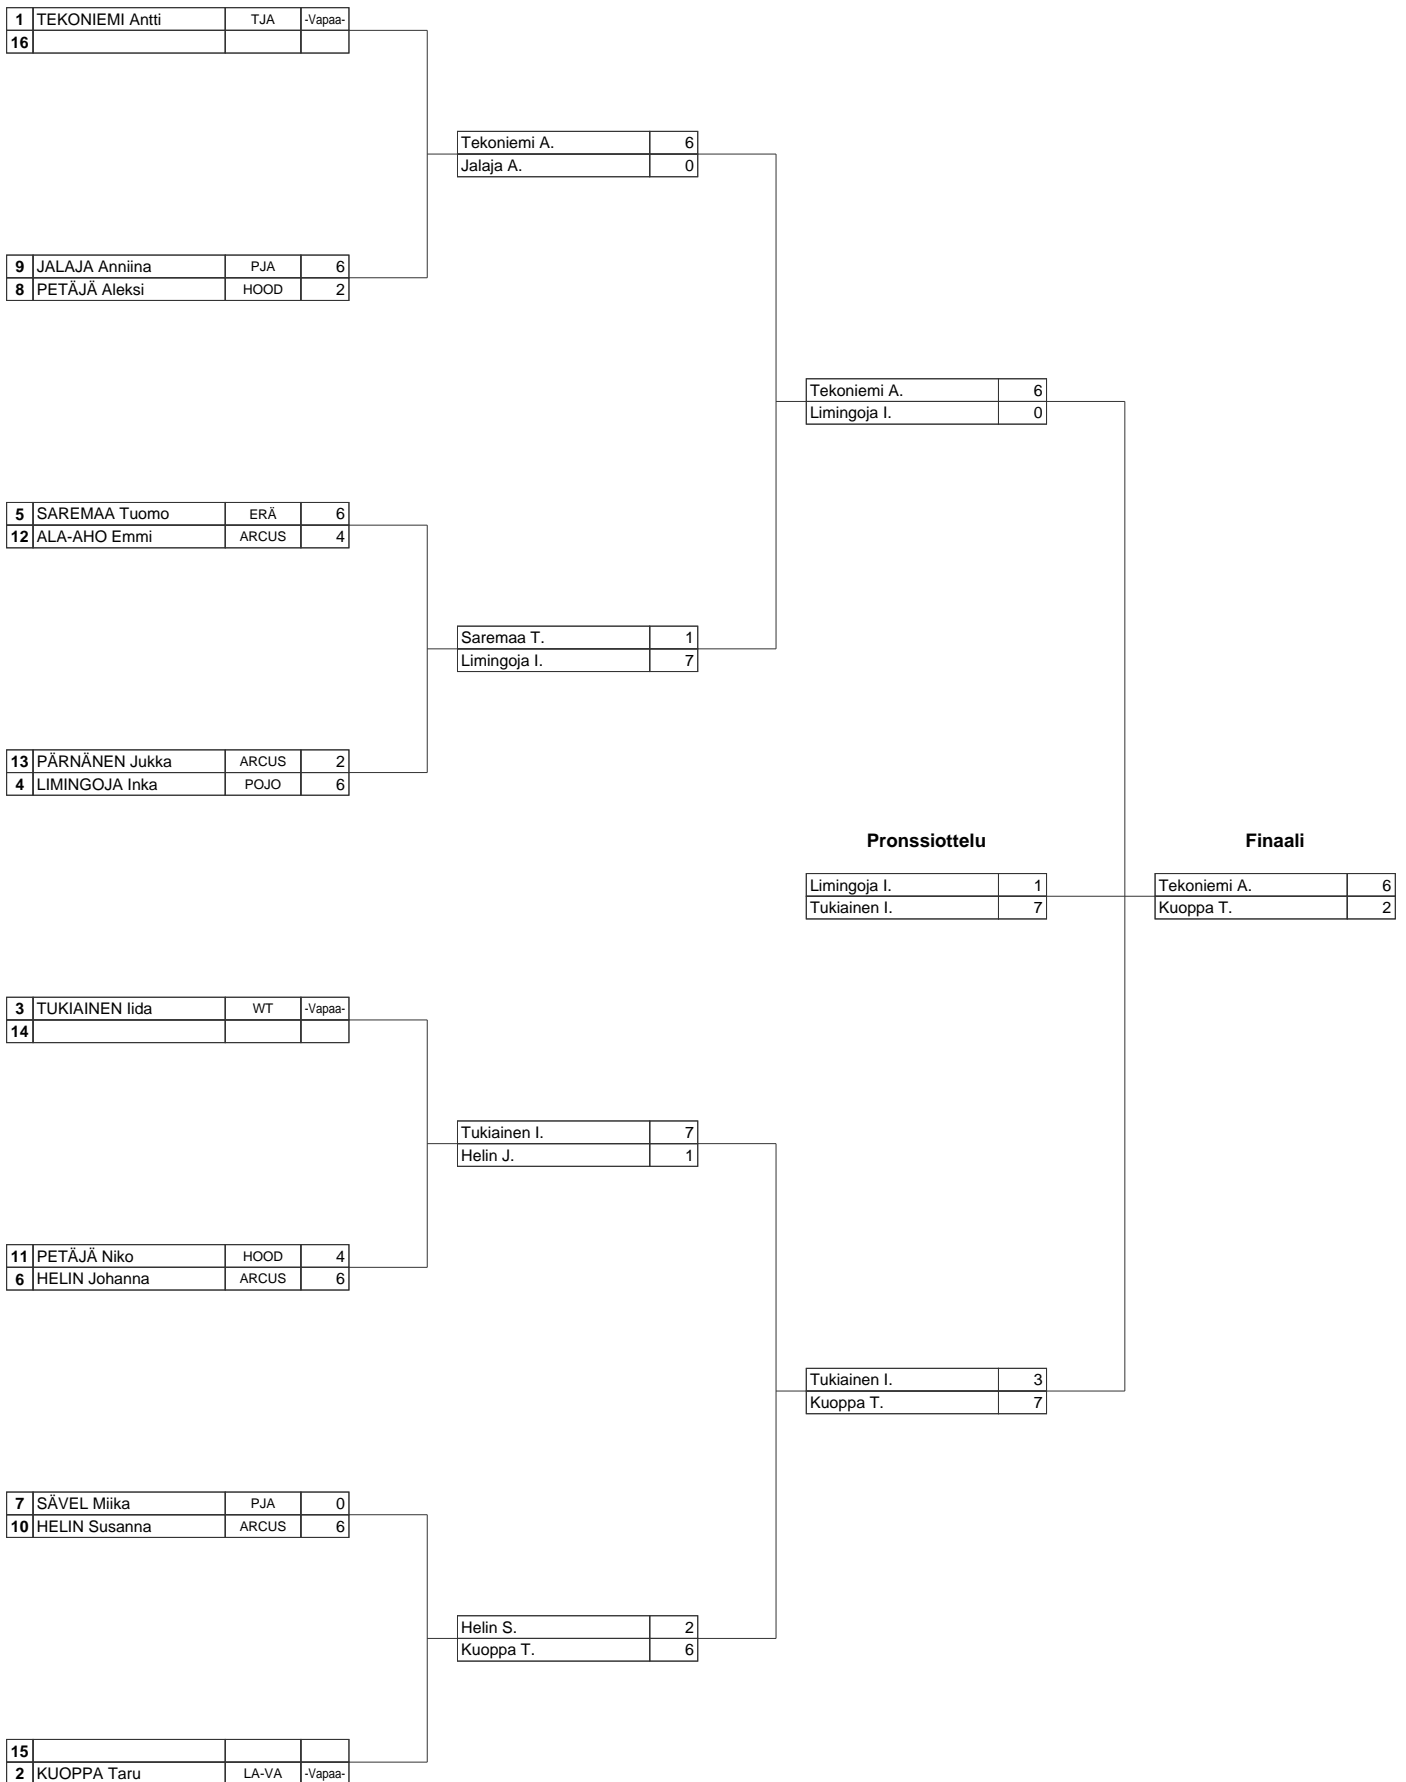 1 TEKONIEMI Antti TJA -Vapaa-
16
Tekoniemi A. 6
Jalaja A. 0
9 JALAJA Anniina PJA 6
8 PETÄJÄ Aleksi HOOD 2
Tekoniemi A. 6
Limingoja I. 0
5 SAREMAA Tuomo ERÄ 6
12 ALA-AHO Emmi ARCUS 4
Saremaa T. 1
Limingoja I. 7
13 PÄRNÄNEN Jukka ARCUS 2
4 LIMINGOJA Inka POJO 6
Pronssiottelu Finaali
Limingoja I. 1 Tekoniemi A. 6
Tukiainen I. 7 Kuoppa T. 2
3 TUKIAINEN Iida WT -Vapaa-
14
Tukiainen I. 7
Helin J. 1
11 PETÄJÄ Niko HOOD 4
6 HELIN Johanna ARCUS 6
Tukiainen I. 3
Kuoppa T. 7
7 SÄVEL Miika PJA 0
10 HELIN Susanna ARCUS 6
Helin S. 2
Kuoppa T. 6
15
2 KUOPPA Taru LA-VA -Vapaa-